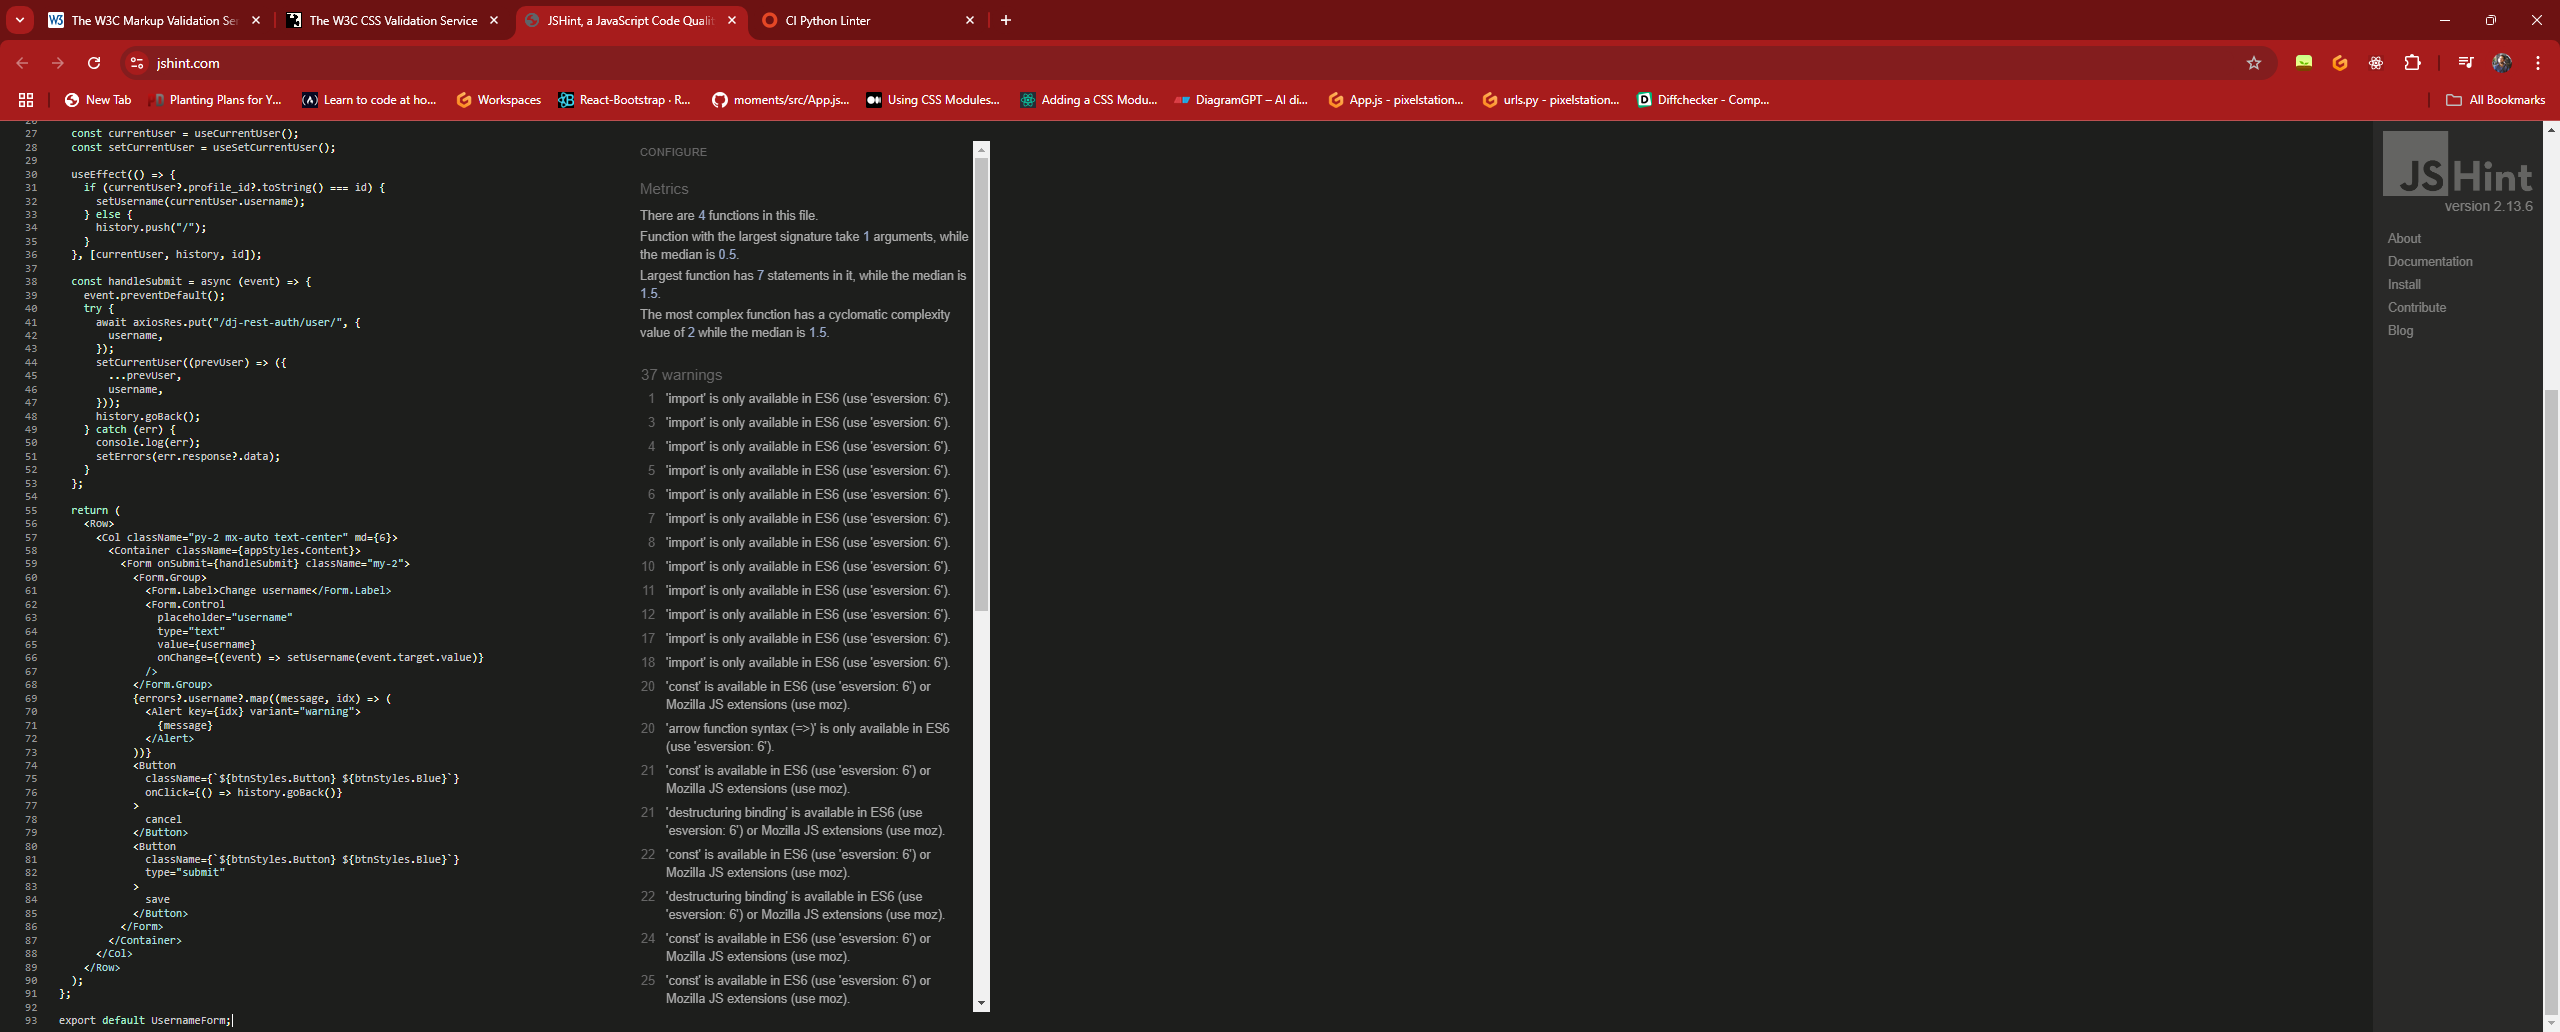 The W3C Markup Validation Se
The W3C CSS Validation Service
JSHint, a JavaScript Code Qualit
CI Python Linter
jshint.com
New Tab
Planting Plans for Y...
Learn to code at ho...
Workspaces
React-Bootstrap · R...
moments/src/App.js...
Using CSS Modules...
Adding a CSS Modu...
DiagramGPT – AI di...
App.js - pixelstation...
urls.py - pixelstation...
Diffchecker - Comp...
All Bookmarks
26
27 const currentUser = useCurrentUser();
28 const setCurrentUser = useSetCurrentUser();
29
30 useEffect(() => {
31 if (currentUser?.profile_id?.toString() === id) {
32 setUsername(currentUser.username);
33 } else {
34 history.push("/");
35 }
36 }, [currentUser, history, id]);
37
38 const handleSubmit = async (event) => {
39 event.preventDefault();
40 try {
41 await axiosRes.put("/dj-rest-auth/user/", {
42 username,
43 });
44 setCurrentUser((prevUser) => ({
45 ...prevUser,
46 username,
47 }));
48 history.goBack();
49 } catch (err) {
50 console.log(err);
51 setErrors(err.response?.data);
52 }
53 };
54
55 return (
56 <Row>
57 <Col className="py-2 mx-auto text-center" md={6}>
58 <Container className={appStyles.Content}>
59 <Form onSubmit={handleSubmit} className="my-2">
60 <Form.Group>
61 <Form.Label>Change username</Form.Label>
62 <Form.Control
63 placeholder="username"
64 type="text"
65 value={username}
66 onChange={(event) => setUsername(event.target.value)}
67 />
68 </Form.Group>
69 {errors?.username?.map((message, idx) => (
70 <Alert key={idx} variant="warning">
71 {message}
72 </Alert>
73 ))}
74 <Button
75 className={`${btnStyles.Button} ${btnStyles.Blue}`}
76 onClick={() => history.goBack()}
77 >
78 cancel
79 </Button>
80 <Button
81 className={`${btnStyles.Button} ${btnStyles.Blue}`}
82 type="submit"
83 >
84 save
85 </Button>
86 </Form>
87 </Container>
88 </Col>
89 </Row>
90 );
91 };
92
93 export default UsernameForm;
CONFIGURE
Metrics
There are 4 functions in this file.
Function with the largest signature take 1 arguments, while
the median is 0.5.
Largest function has 7 statements in it, while the median is
1.5.
The most complex function has a cyclomatic complexity
value of 2 while the median is 1.5.
37 warnings
1 'import' is only available in ES6 (use 'esversion: 6').
3 'import' is only available in ES6 (use 'esversion: 6').
4 'import' is only available in ES6 (use 'esversion: 6').
5 'import' is only available in ES6 (use 'esversion: 6').
6 'import' is only available in ES6 (use 'esversion: 6').
7 'import' is only available in ES6 (use 'esversion: 6').
8 'import' is only available in ES6 (use 'esversion: 6').
10 'import' is only available in ES6 (use 'esversion: 6').
11 'import' is only available in ES6 (use 'esversion: 6').
12 'import' is only available in ES6 (use 'esversion: 6').
17 'import' is only available in ES6 (use 'esversion: 6').
18 'import' is only available in ES6 (use 'esversion: 6').
20 'const' is available in ES6 (use 'esversion: 6') or
Mozilla JS extensions (use moz).
20 'arrow function syntax (=>)' is only available in ES6
(use 'esversion: 6').
21 'const' is available in ES6 (use 'esversion: 6') or
Mozilla JS extensions (use moz).
21 'destructuring binding' is available in ES6 (use
'esversion: 6') or Mozilla JS extensions (use moz).
22 'const' is available in ES6 (use 'esversion: 6') or
Mozilla JS extensions (use moz).
22 'destructuring binding' is available in ES6 (use
'esversion: 6') or Mozilla JS extensions (use moz).
24 'const' is available in ES6 (use 'esversion: 6') or
Mozilla JS extensions (use moz).
25 'const' is available in ES6 (use 'esversion: 6') or
Mozilla JS extensions (use moz).
JSHint
version 2.13.6
About
Documentation
Install
Contribute
Blog